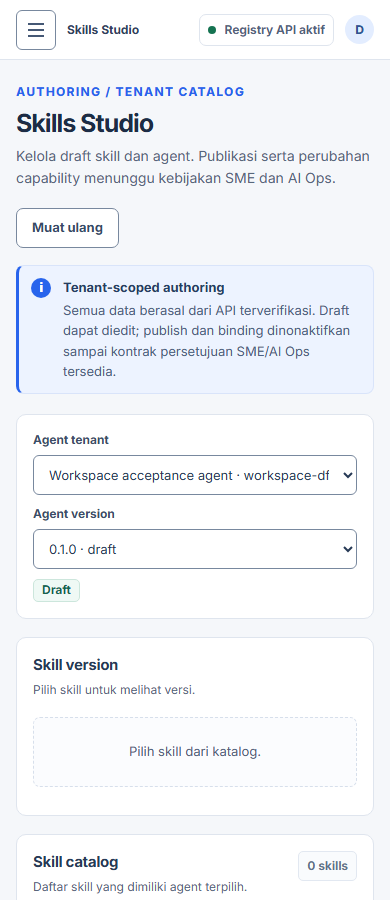 Skills Studio
Registry API aktif
D
AUTHORING / TENANT CATALOG
Skills Studio
Kelola draft skill dan agent. Publikasi serta perubahan
capability menunggu kebijakan SME dan AI Ops.
Muat ulang
Tenant-scoped authoring
Semua data berasal dari API terverifikasi. Draft
dapat diedit; publish dan binding dinonaktifkan
sampai kontrak persetujuan SME/AI Ops
tersedia.
Agent tenant
Workspace acceptance agent · workspace-df
Agent version
0.1.0 · draft
Draft
Skill version
Pilih skill untuk melihat versi.
Pilih skill dari katalog.
Skill catalog
0 skills
Daftar skill yang dimiliki agent terpilih.